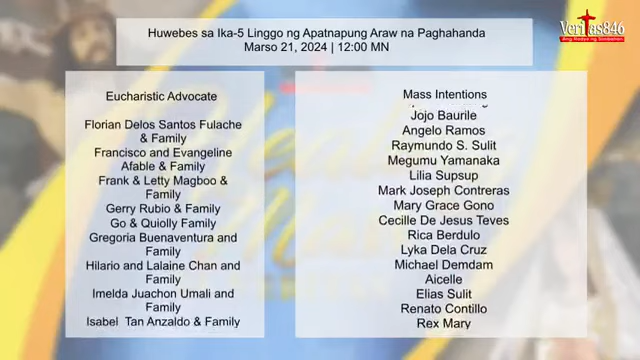 Huwebes sa Ika-5 Linggo ng Apatnapung Araw na Paghahanda
Marso 21, 2024 | 12:00 MN
Veritas846
Ang Radyo ng Simbahan
Eucharistic Advocate
Florian Delos Santos Fulache
& Family
Francisco and Evangeline
Afable & Family
Frank & Letty Magboo &
Family
Gerry Rubio & Family
Go & Quiolly Family
Gregoria Buenaventura and
Family
Hilario and Lalaine Chan and
Family
Imelda Juachon Umali and
Family
Isabel Tan Anzaldo & Family
Mass Intentions
Jojo Baurile
Angelo Ramos
Raymundo S. Sulit
Megumu Yamanaka
Lilia Supsup
Mark Joseph Contreras
Mary Grace Gono
Cecille De Jesus Teves
Rica Berdulo
Lyka Dela Cruz
Michael Demdam
Aicelle
Elias Sulit
Renato Contillo
Rex Mary